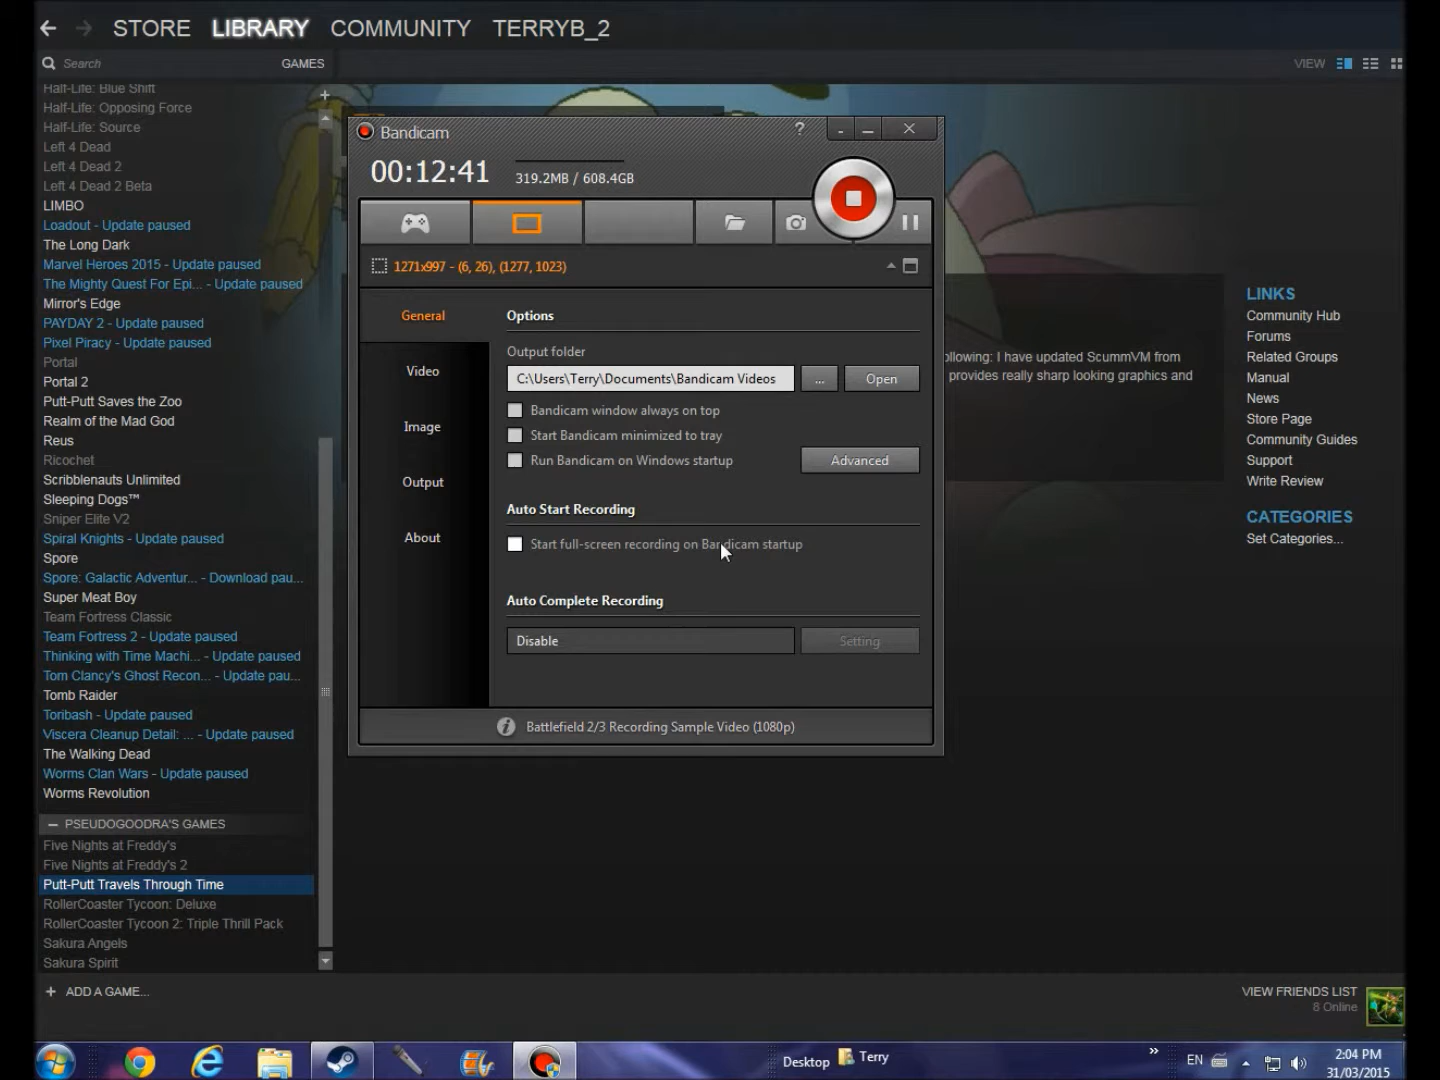 STORE LIBRARY COMMUNITY TERRYB_2
Search GAMES
VIEW
Half-Life: Blue Shift
Half-Life: Opposing Force
Half-Life: Source
Left 4 Dead
Left 4 Dead 2
Left 4 Dead 2 Beta
LIMBO
Loadout - Update paused
The Long Dark
Marvel Heroes 2015 - Update paused
The Mighty Quest For Epi... - Update paused
Mirror's Edge
PAYDAY 2 - Update paused
Pixel Piracy - Update paused
Portal
Portal 2
Putt-Putt Saves the Zoo
Realm of the Mad God
Reus
Ricochet
Scribblenauts Unlimited
Sleeping Dogs™
Sniper Elite V2
Spiral Knights - Update paused
Spore
Spore: Galactic Adventur... - Download pau...
Super Meat Boy
Team Fortress Classic
Team Fortress 2 - Update paused
Thinking with Time Machi... - Update paused
Tom Clancy's Ghost Recon... - Update pau...
Tomb Raider
Toribash - Update paused
Viscera Cleanup Detail: ... - Update paused
The Walking Dead
Worms Clan Wars - Update paused
Worms Revolution
— PSEUDOGOODRA'S GAMES
Five Nights at Freddy's
Five Nights at Freddy's 2
Putt-Putt Travels Through Time
RollerCoaster Tycoon: Deluxe
RollerCoaster Tycoon 2: Triple Thrill Pack
Sakura Angels
Sakura Spirit
+ ADD A GAME...
Bandicam
?
00:12:41
319.2MB / 608.4GB
1271x997 - (6, 26), (1277, 1023)
General
Video
Image
Output
About
Options
Output folder
C:\Users\Terry\Documents\Bandicam Videos
... Open
Bandicam window always on top
Start Bandicam minimized to tray
Run Bandicam on Windows startup
Advanced
Auto Start Recording
Start full-screen recording on Bandicam startup
Auto Complete Recording
Disable
Setting
Battlefield 2/3 Recording Sample Video (1080p)
ollowing: I have updated ScummVM from
provides really sharp looking graphics and
LINKS
Community Hub
Forums
Related Groups
Manual
News
Store Page
Community Guides
Support
Write Review
CATEGORIES
Set Categories...
VIEW FRIENDS LIST
8 Online
Desktop
Terry
»
EN
2:04 PM
31/03/2015